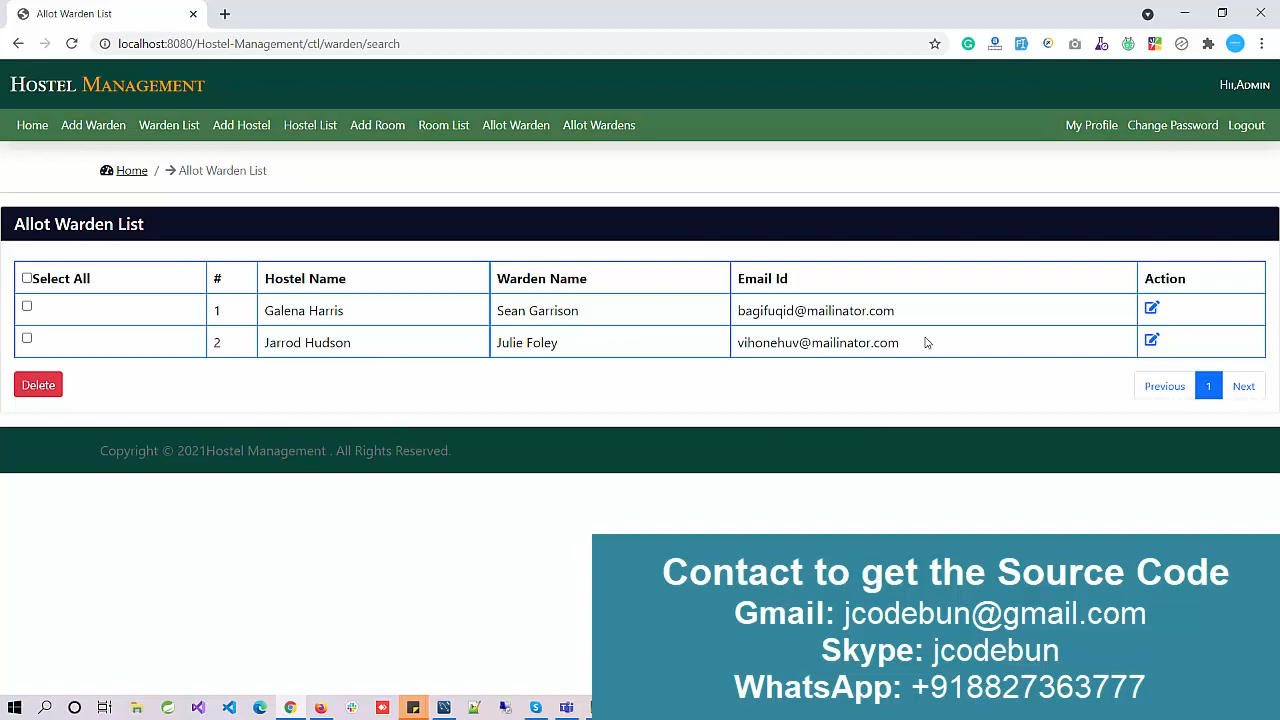 Allot Warden List
localhost:8080/Hostel-Management/ctl/warden/search
Hostel Management
Hii,Admin
Home Add Warden Warden List Add Hostel Hostel List Add Room Room List Allot Warden Allot Wardens My Profile Change Password Logout
Home / Allot Warden List
Allot Warden List
Select All # Hostel Name Warden Name Email Id Action
1 Galena Harris Sean Garrison bagifuqid@mailinator.com
2 Jarrod Hudson Julie Foley vihonehuv@mailinator.com
Delete Previous 1 Next
Copyright © 2021Hostel Management . All Rights Reserved.
Contact to get the Source Code
Gmail: jcodebun@gmail.com
Skype: jcodebun
WhatsApp: +918827363777